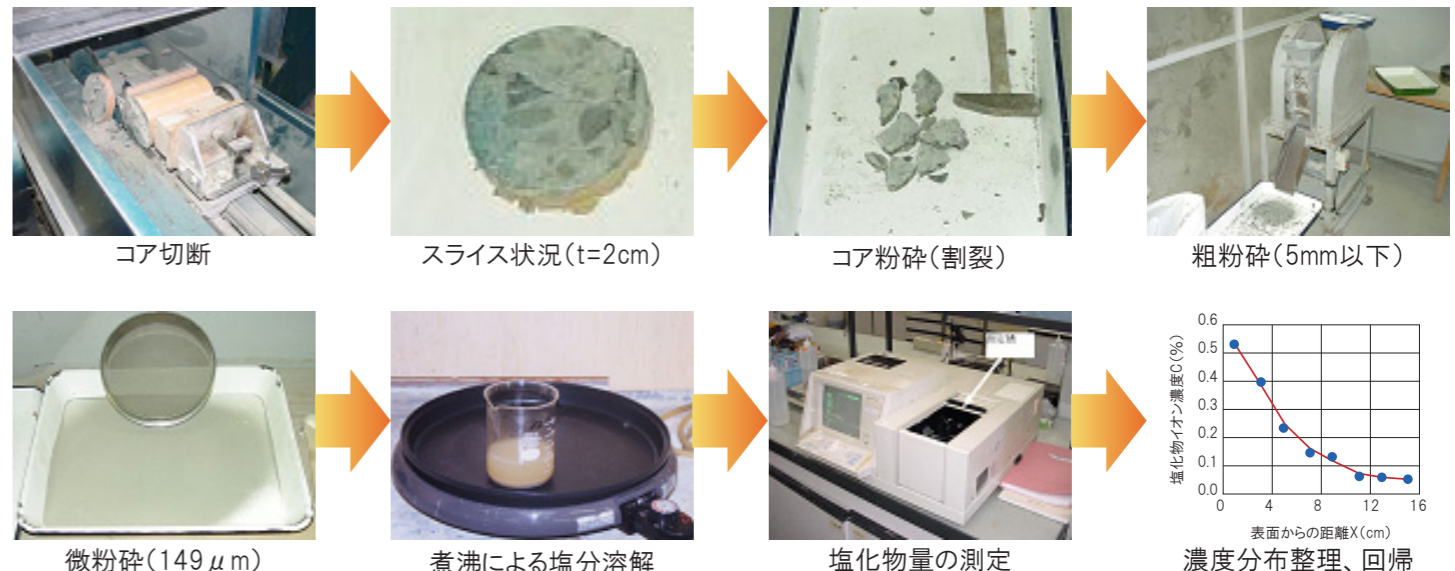 コア切断
スライス状況(t=2cm)
コア粉砕(割裂)
粗粉砕(5mm以下)
微粉砕(149μm)
煮沸による塩分溶解
塩化物量の測定
塩化物イオン濃度C(%)
0.6
0.5
0.4
0.3
0.2
0.1
0.0
0
4
8
12
16
表面からの距離X(cm)
濃度分布整理、回帰